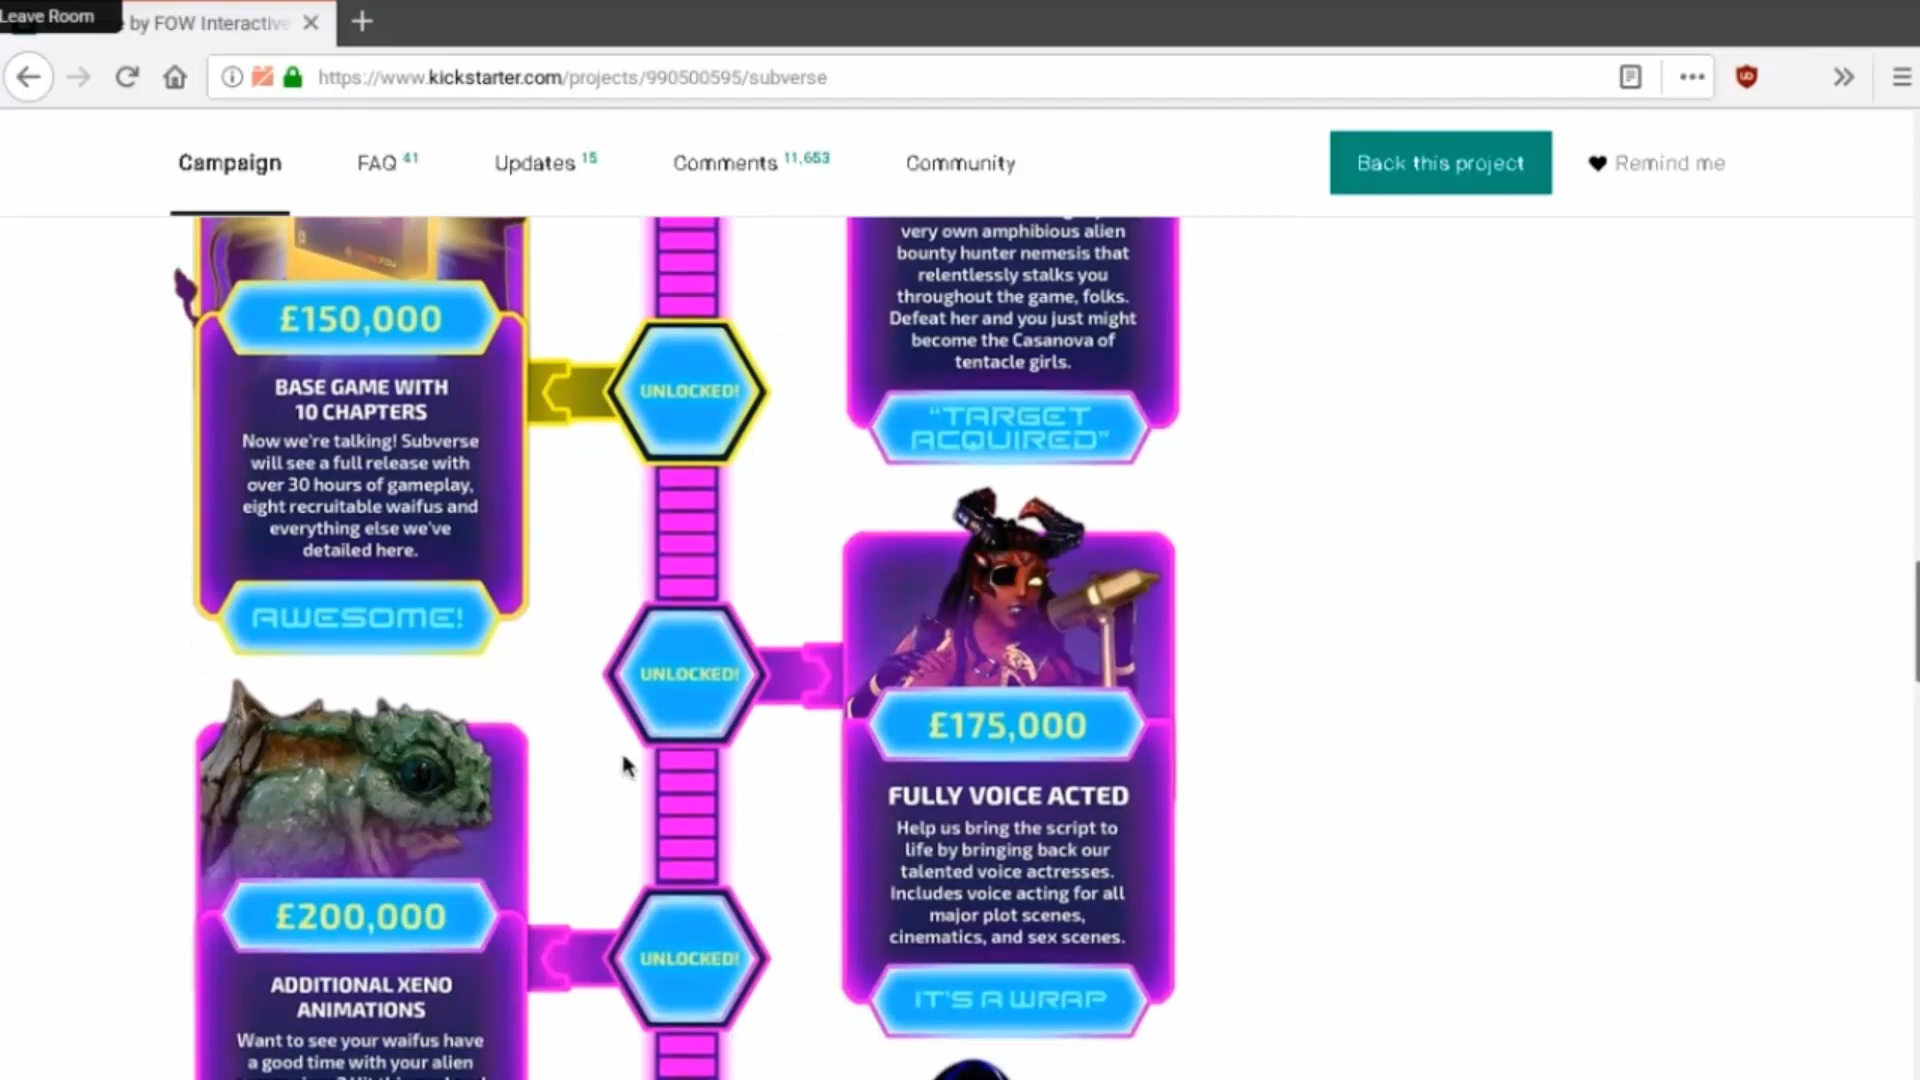 Leave Room
by FOW Interactive
https://www.kickstarter.com/projects/990500595/subverse
Campaign
FAQ 41
Updates 15
Comments 11,653
Community
Back this project
Remind me
£150,000
BASE GAME WITH
10 CHAPTERS
Now we're talking! Subverse
will see a full release with
over 30 hours of gameplay,
eight recruitable waifus and
everything else we've
detailed here.
AWESOME!
UNLOCKED!
very own amphibious alien
bounty hunter nemesis that
relentlessly stalks you
throughout the game, folks.
Defeat her and you just might
become the Casanova of
tentacle girls.
"TARGET
ACQUIRED"
UNLOCKED!
£175,000
FULLY VOICE ACTED
Help us bring the script to
life by bringing back our
talented voice actresses.
Includes voice acting for all
major plot scenes,
cinematics, and sex scenes.
IT'S A WRAP
£200,000
UNLOCKED!
ADDITIONAL XENO
ANIMATIONS
Want to see your waifus have
a good time with your alien